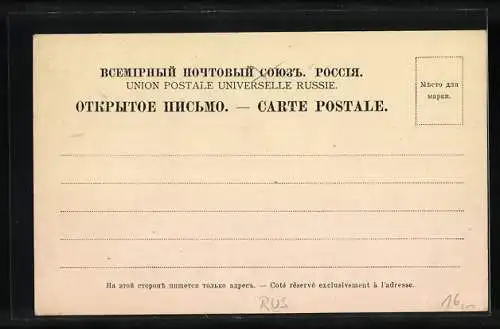 ВСЕМІРНЫЙ ПОЧТОВЫЙ СОЮЗЪ. РОССІЯ.
UNION POSTALE UNIVERSELLE RUSSIE.
ОТКРЫТОЕ ПИСЬМО. — CARTE POSTALE.
Мѣсто для
марки.
На этой сторонѣ пишется только адресъ. — Coté réservé exclusivement à l'adresse.
RUS